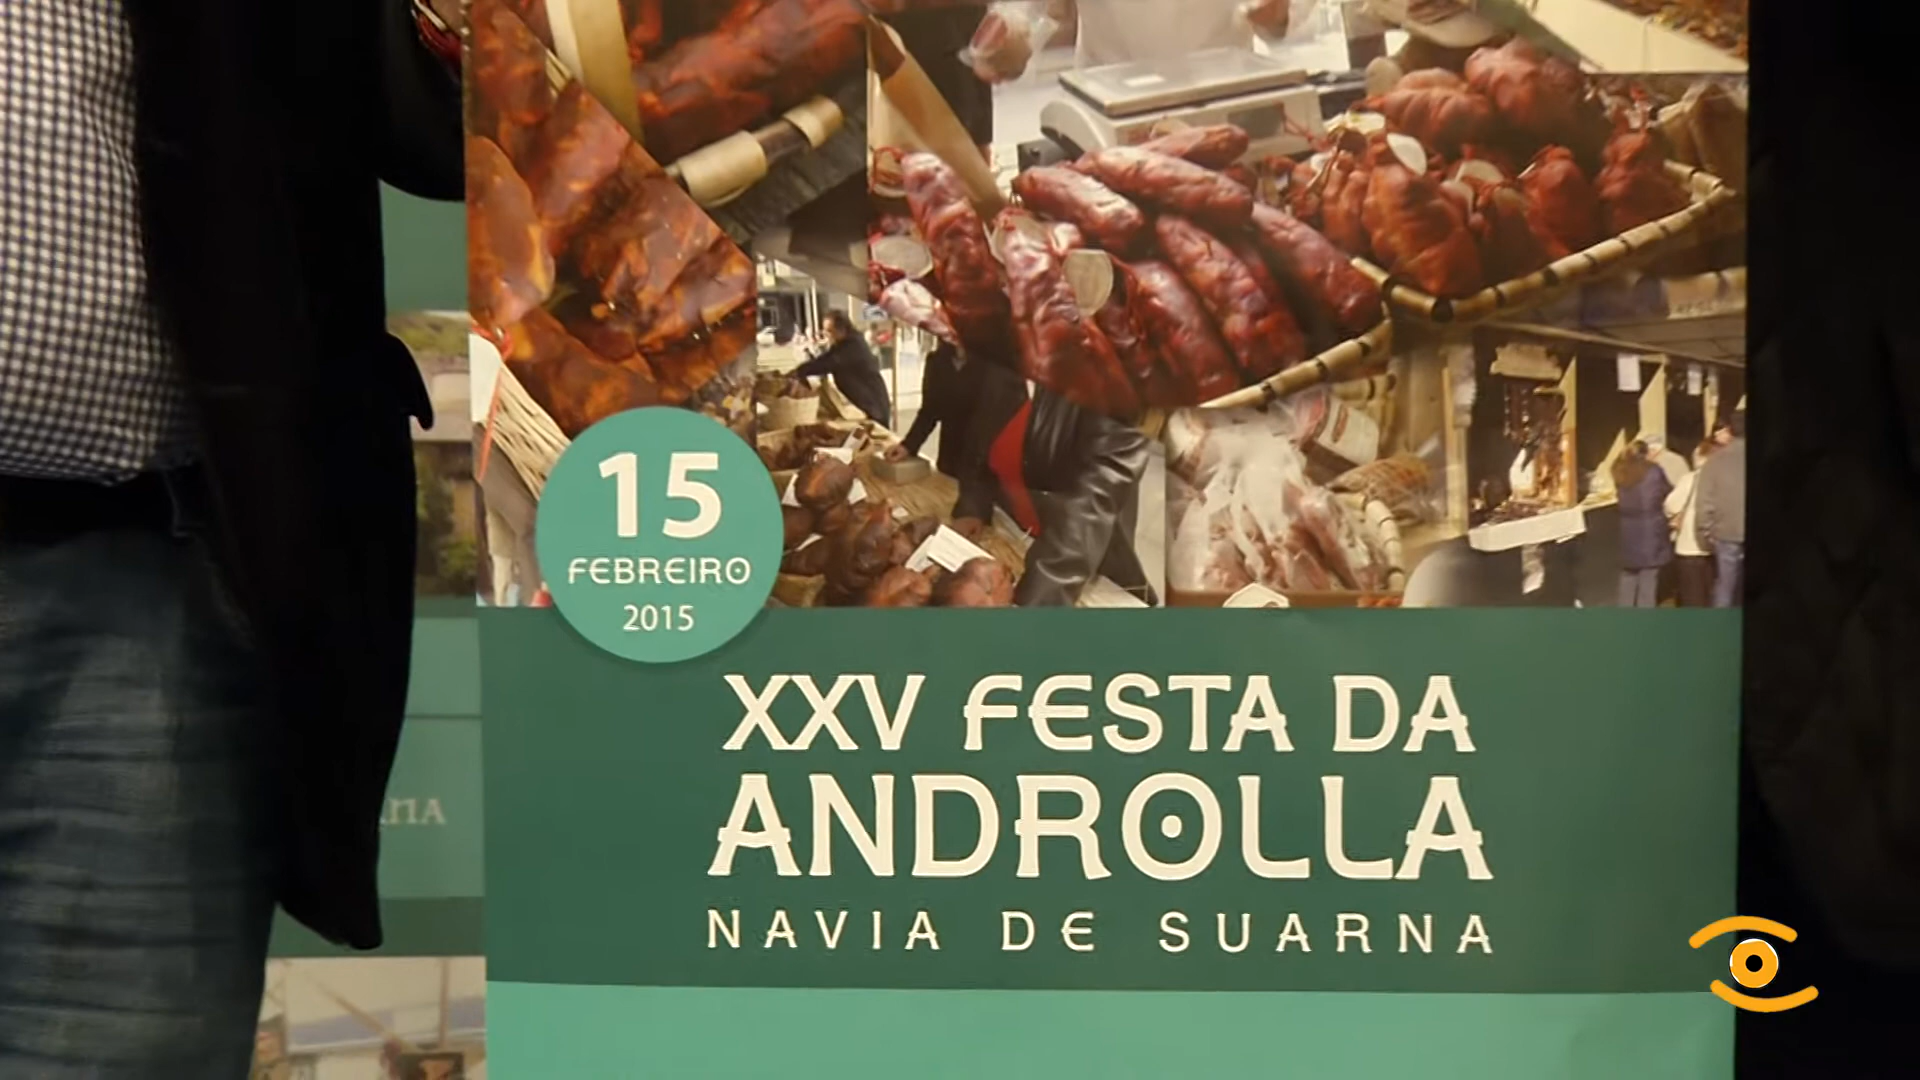 15
FEBREIRO
2015
XXV FESTA DA
ANDROLLA
NAVIA DE SUARNA